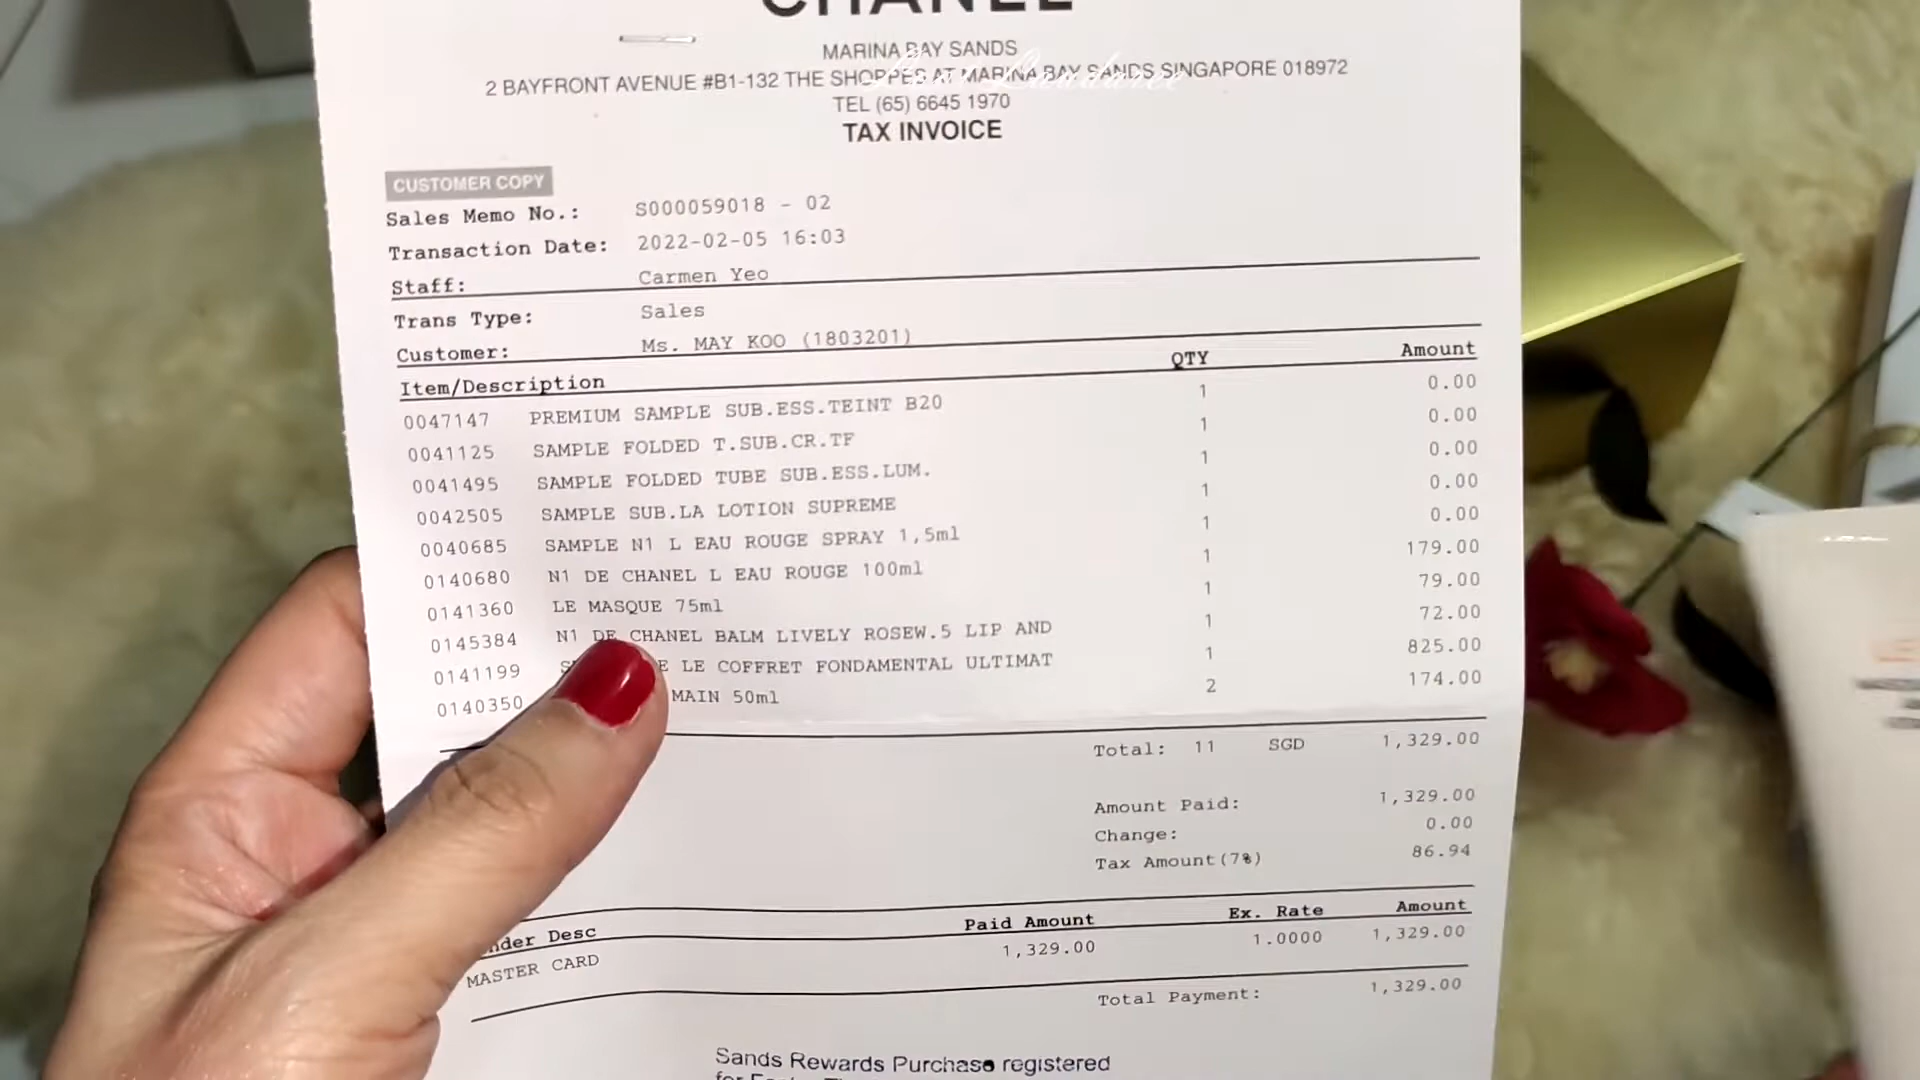 CHANEL
MARINA BAY SANDS
2 BAYFRONT AVENUE #B1-132 THE SHOPPES AT MARINA BAY SANDS SINGAPORE 018972
TEL (65) 6645 1970
TAX INVOICE
CUSTOMER COPY
Sales Memo No.: S000059018 - 02
Transaction Date: 2022-02-05 16:03
Staff: Carmen Yeo
Trans Type: Sales
Customer: Ms. MAY KOO (1803201)
Item/Description QTY Amount
0047147 PREMIUM SAMPLE SUB.ESS.TEINT B20 1 0.00
0041125 SAMPLE FOLDED T.SUB.CR.TF 1 0.00
0041495 SAMPLE FOLDED TUBE SUB.ESS.LUM. 1 0.00
0042505 SAMPLE SUB.LA LOTION SUPREME 1 0.00
0040685 SAMPLE N1 L EAU ROUGE SPRAY 1,5ml 1 0.00
0140680 N1 DE CHANEL L EAU ROUGE 100ml 1 179.00
0141360 LE MASQUE 75ml 1 79.00
0145384 N1 DE CHANEL BALM LIVELY ROSEW.5 LIP AND 1 72.00
0141199 LE COFFRET FONDAMENTAL ULTIMAT 1 825.00
0140350 MAIN 50ml 2 174.00
Total: 11 SGD 1,329.00
Amount Paid: 1,329.00
Change: 0.00
Tax Amount(7%) 86.94
Desc Paid Amount Ex. Rate Amount
MASTER CARD 1,329.00 1.0000 1,329.00
Total Payment: 1,329.00
Sands Rewards Purchase registered